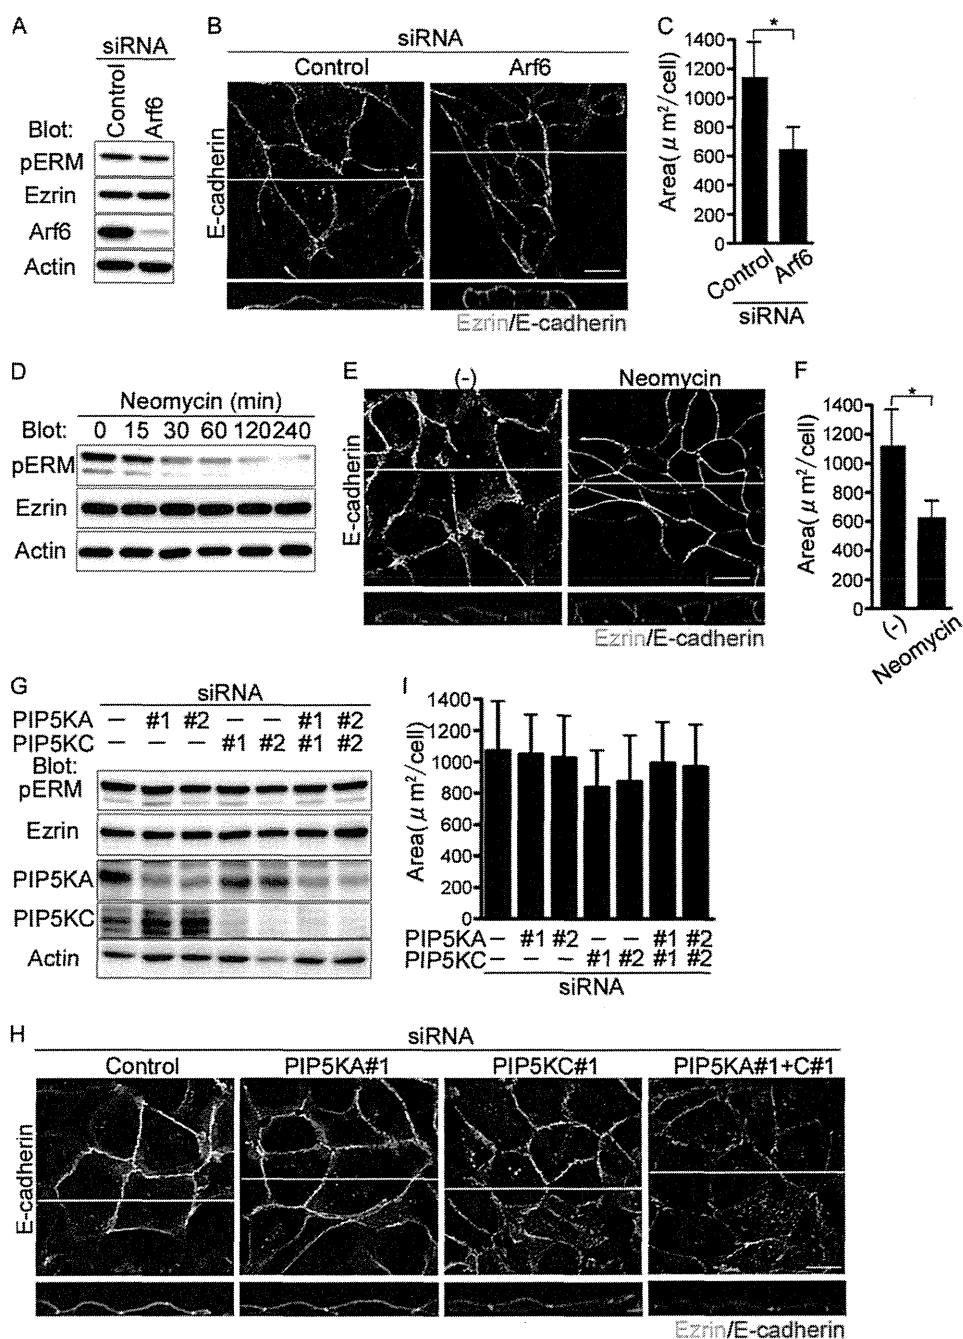 A
siRNA
Control
Arf6
Blot:
pERM
Ezrin
Arf6
Actin
B
siRNA
Control
Arf6
E-cadherin
Ezrin/E-cadherin
C
*
Area( μ m²/cell)
1400
1200
1000
800
600
400
200
0
Control
Arf6
siRNA
D
Neomycin (min)
Blot: 0 15 30 60 120 240
pERM
Ezrin
Actin
E
(-)
Neomycin
E-cadherin
Ezrin/E-cadherin
F
*
Area( μ m²/cell)
1400
1200
1000
800
600
400
200
0
(-)
Neomycin
G
siRNA
PIP5KA – #1 #2 – – #1 #2
PIP5KC – – – #1 #2 #1 #2
Blot:
pERM
Ezrin
PIP5KA
PIP5KC
Actin
I
Area( μ m²/cell)
1400
1200
1000
800
600
400
200
0
PIP5KA – #1 #2 – – #1 #2
PIP5KC – – – #1 #2 #1 #2
siRNA
H
siRNA
Control
PIP5KA#1
PIP5KC#1
PIP5KA#1+C#1
E-cadherin
Ezrin/E-cadherin